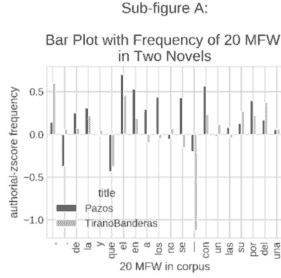 Sub-figure A:
Bar Plot with Frequency of 20 MFW
in Two Novels
authorial-zscore frequency
0.5
0.0
−0.5
−1.0
title
Pazos
TiranoBanderas
, . de la y que el en a los no se — con un las su por del una
20 MFW in corpus